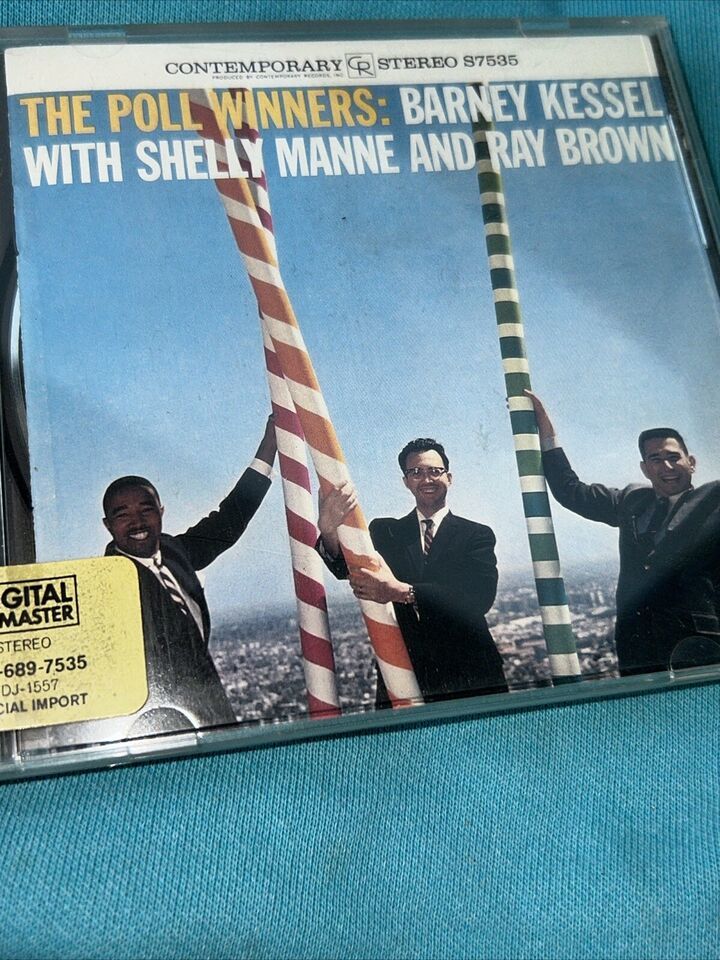 CONTEMPORARY CR STEREO S7535
PRODUCED BY CONTEMPORARY RECORDS, INC.
THE POLL WINNERS: BARNEY KESSEL
WITH SHELLY MANNE AND RAY BROWN
GITAL
MASTER
STEREO
-689-7535
DJ-1557
CIAL IMPORT